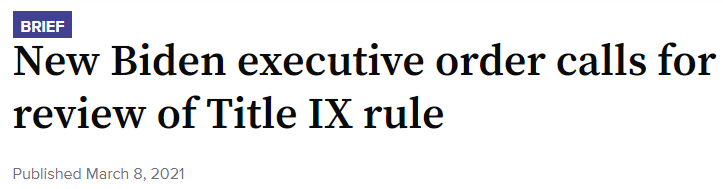 BRIEF
New Biden executive order calls for
review of Title IX rule
Published March 8, 2021